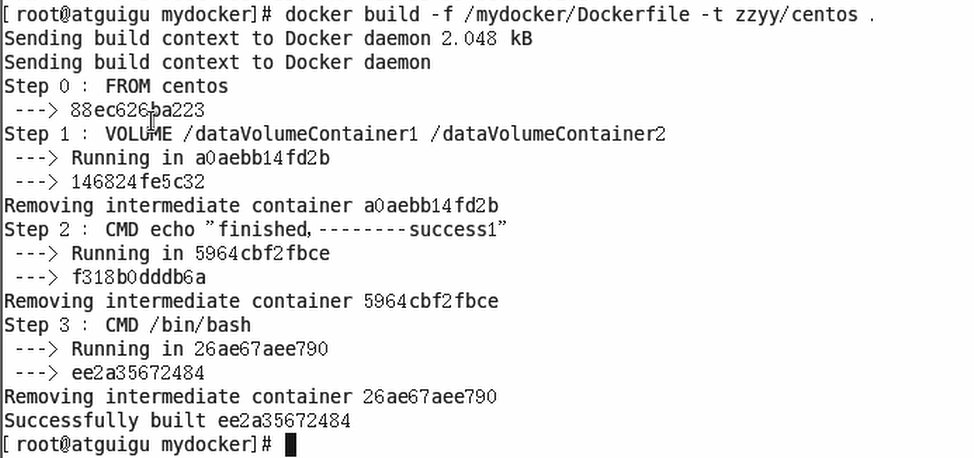 [root@atguigu mydocker]# docker build -f /mydocker/Dockerfile -t zzyy/centos .
Sending build context to Docker daemon 2.048 kB
Sending build context to Docker daemon
Step 0 : FROM centos
 ---> 88ec626ba223
Step 1 : VOLUME /dataVolumeContainer1 /dataVolumeContainer2
 ---> Running in a0aebb14fd2b
 ---> 146824fe5c32
Removing intermediate container a0aebb14fd2b
Step 2 : CMD echo "finished,--------success1"
 ---> Running in 5964cbf2fbce
 ---> f318b0dddb6a
Removing intermediate container 5964cbf2fbce
Step 3 : CMD /bin/bash
 ---> Running in 26ae67aee790
 ---> ee2a35672484
Removing intermediate container 26ae67aee790
Successfully built ee2a35672484
[root@atguigu mydocker]#